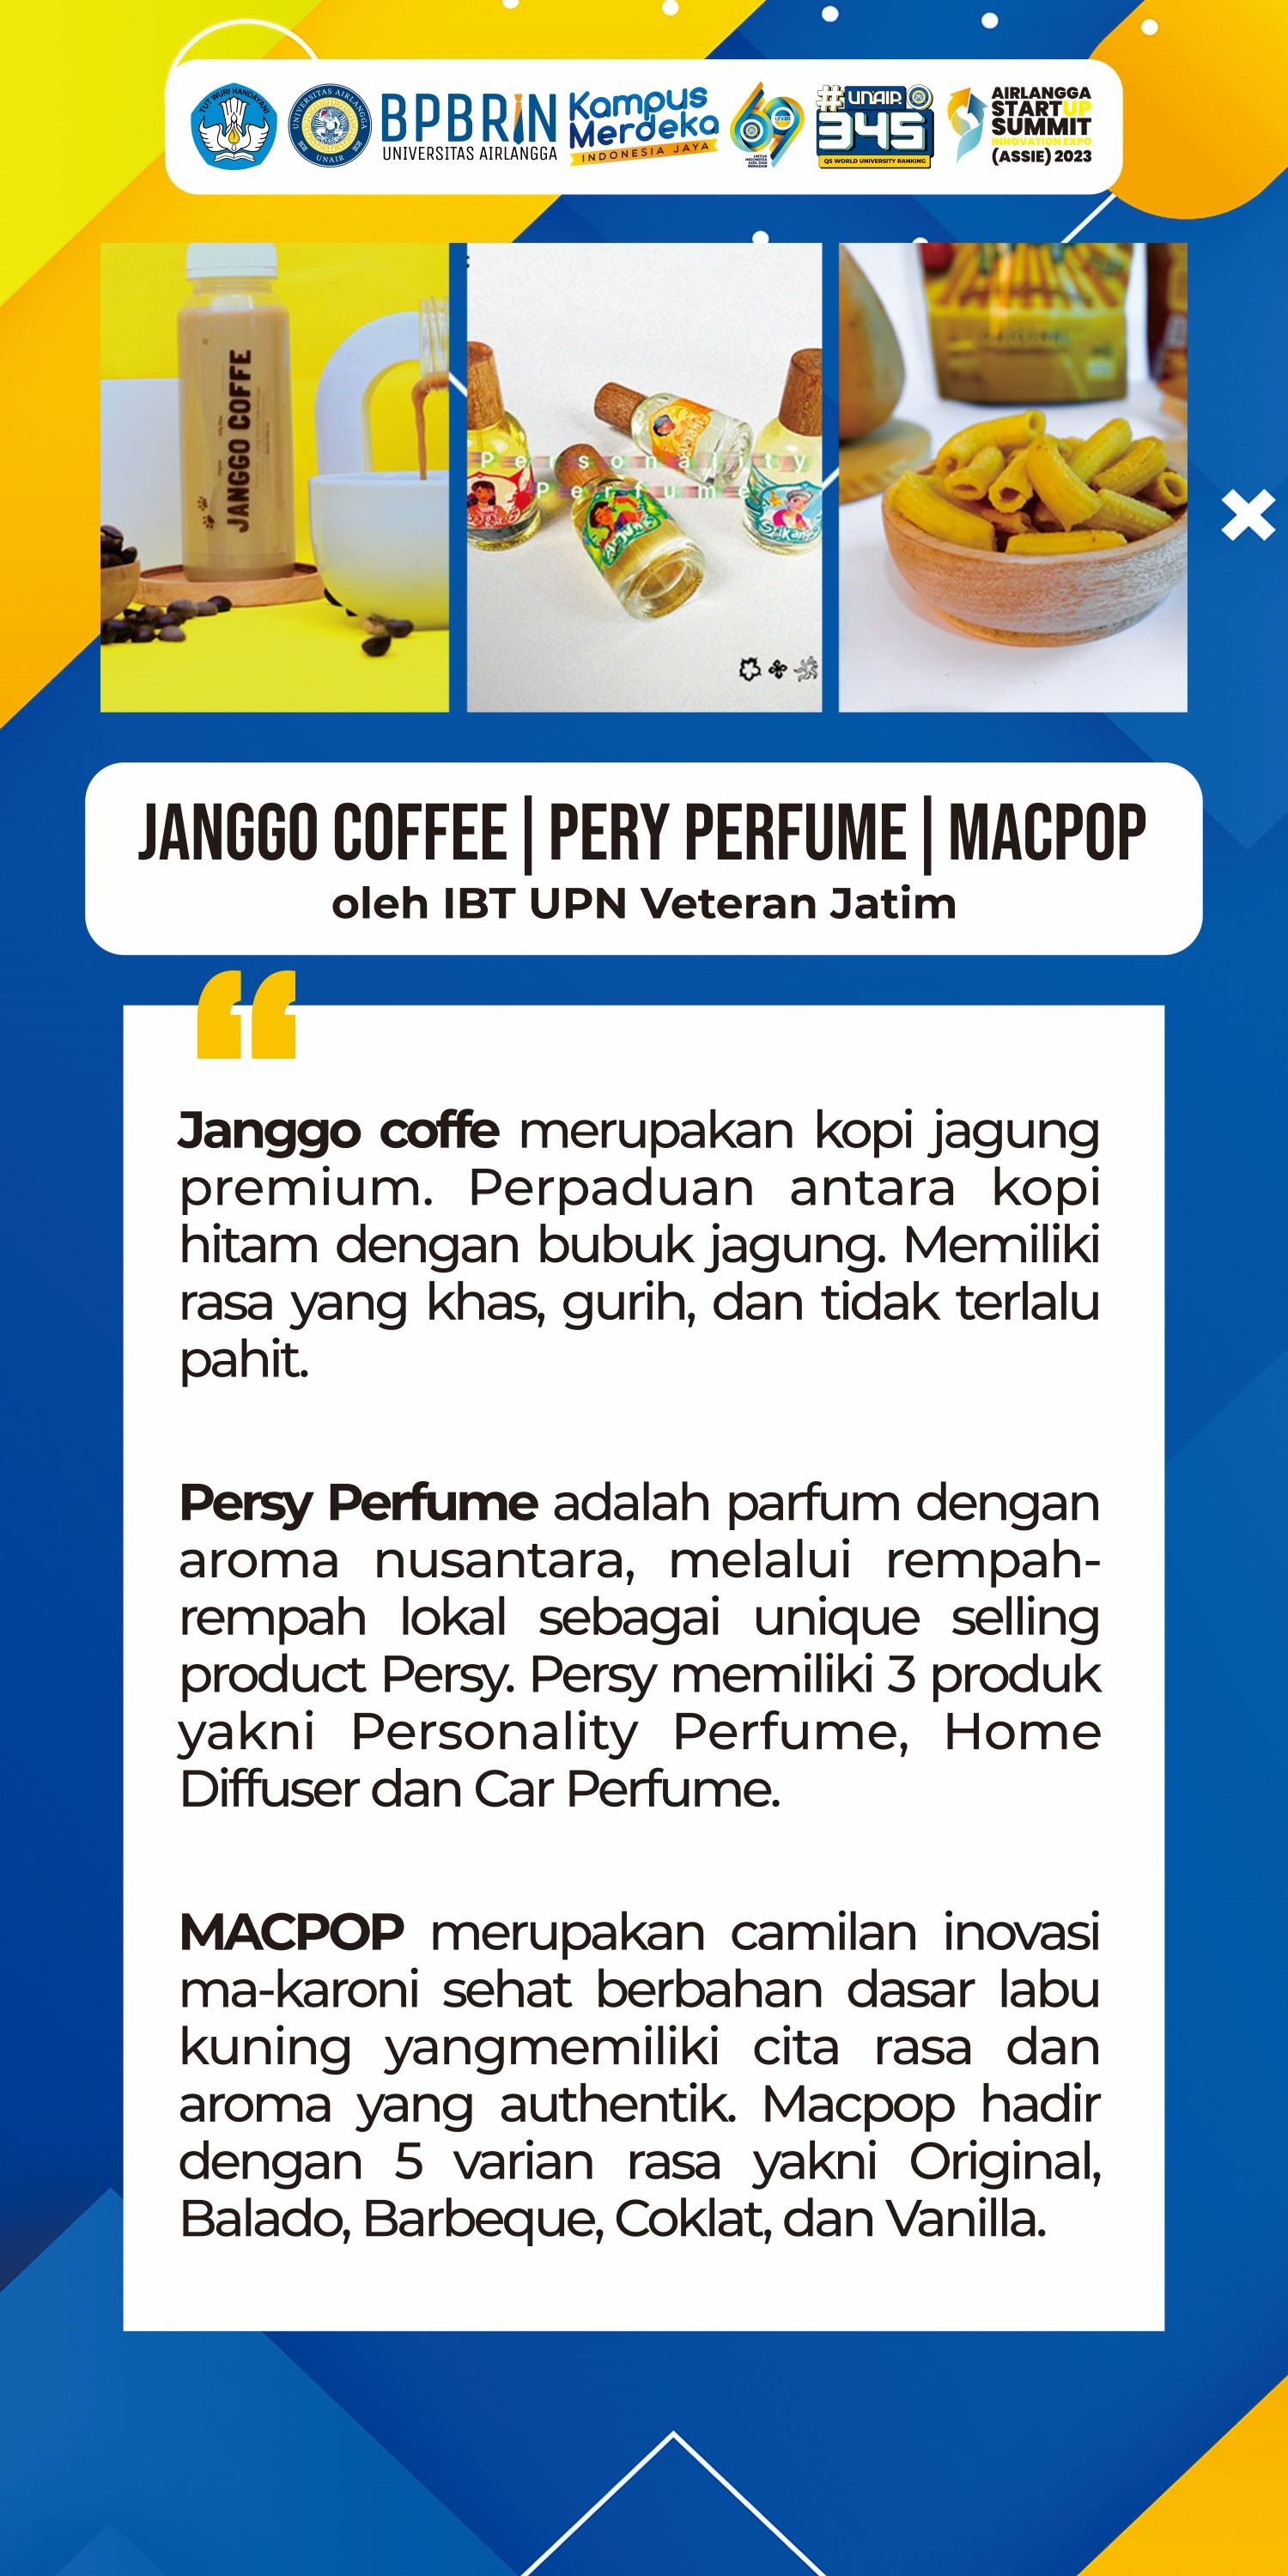 TUT WURI HANDAYANI
UNIVERSITAS AIRLANGGA
UNAIR
BPBRIN
UNIVERSITAS AIRLANGGA
Kampus
Merdeka
INDONESIA JAYA
69
#UNAIR
345
QS WORLD UNIVERSITY RANKING
AIRLANGGA
STARTUP
SUMMIT
INNOVATION EXPO
(ASSIE) 2023
JANGGO COFFE
Personality
Perfume
Arjuna
Srikandi
JANGGO COFFEE | PERY PERFUME | MACPOP
oleh IBT UPN Veteran Jatim
“
Janggo coffe merupakan kopi jagung
premium. Perpaduan antara kopi
hitam dengan bubuk jagung. Memiliki
rasa yang khas, gurih, dan tidak terlalu
pahit.
Persy Perfume adalah parfum dengan
aroma nusantara, melalui rempah-
rempah lokal sebagai unique selling
product Persy. Persy memiliki 3 produk
yakni Personality Perfume, Home
Diffuser dan Car Perfume.
MACPOP merupakan camilan inovasi
ma-karoni sehat berbahan dasar labu
kuning yangmemiliki cita rasa dan
aroma yang authentik. Macpop hadir
dengan 5 varian rasa yakni Original,
Balado, Barbeque, Coklat, dan Vanilla.